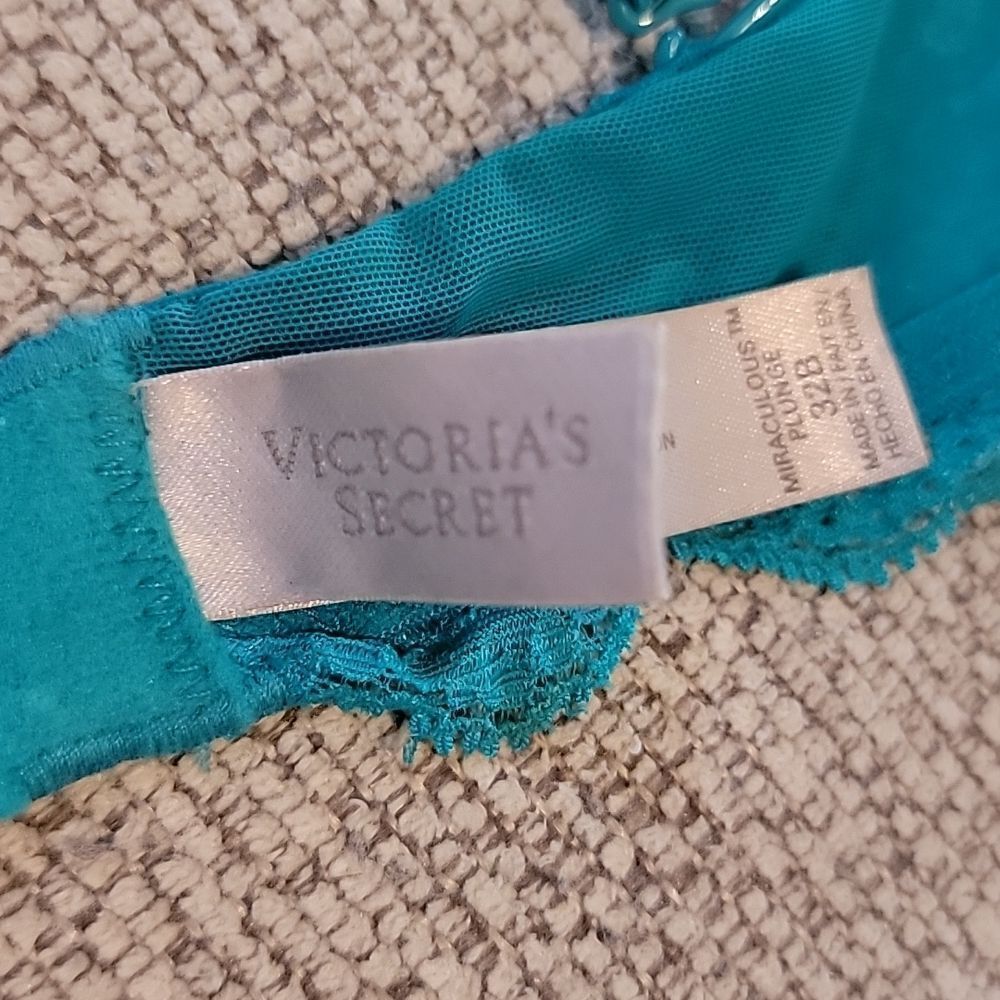 VICTORIA'S
SECRET
MIRACULOUS™
PLUNGE
32B
MADE IN / FAIT EN /
HECHO EN CHINA